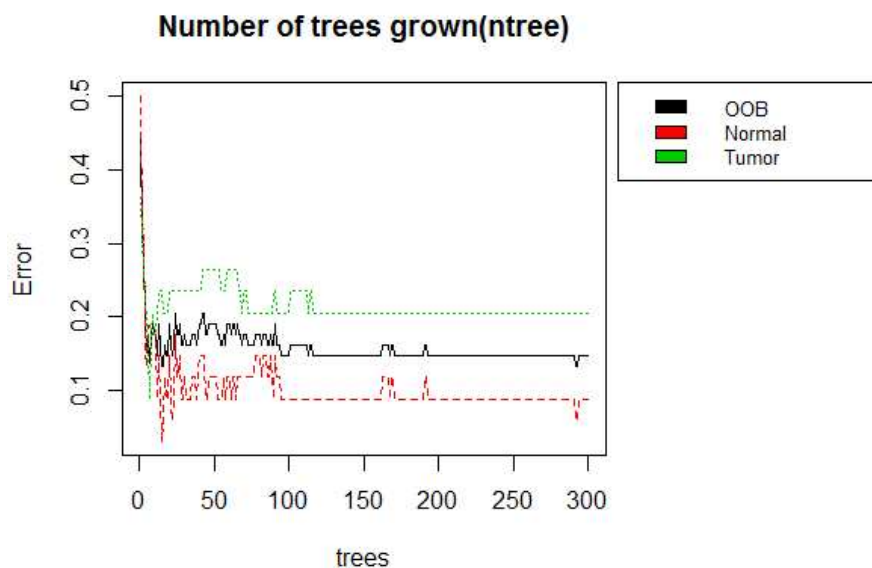 Number of trees grown(ntree)
OOB
Normal
Tumor
0.5
0.4
0.3
0.2
0.1
Error
0 50 100 150 200 250 300
trees